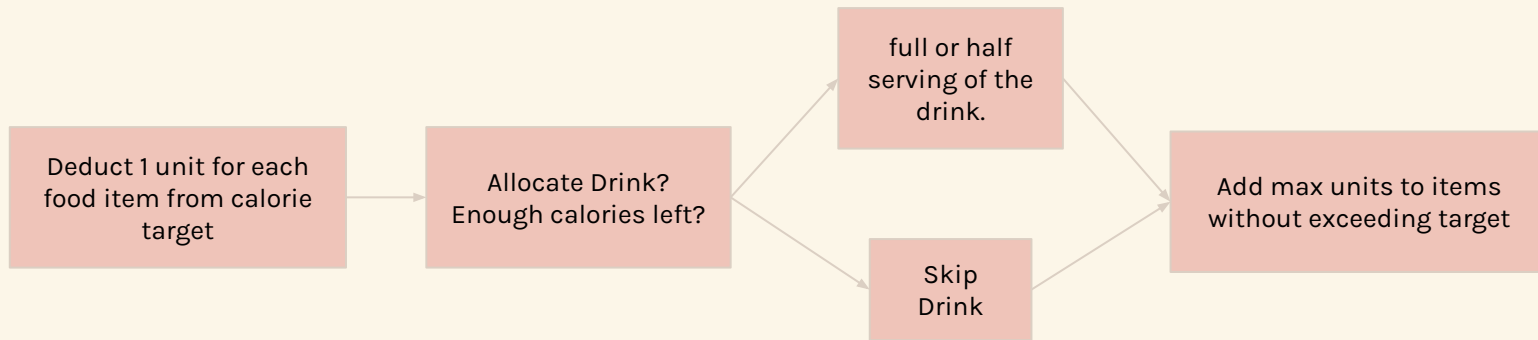 Deduct 1 unit for each
food item from calorie
target
Allocate Drink?
Enough calories left?
full or half
serving of the
drink.
Skip
Drink
Add max units to items
without exceeding target